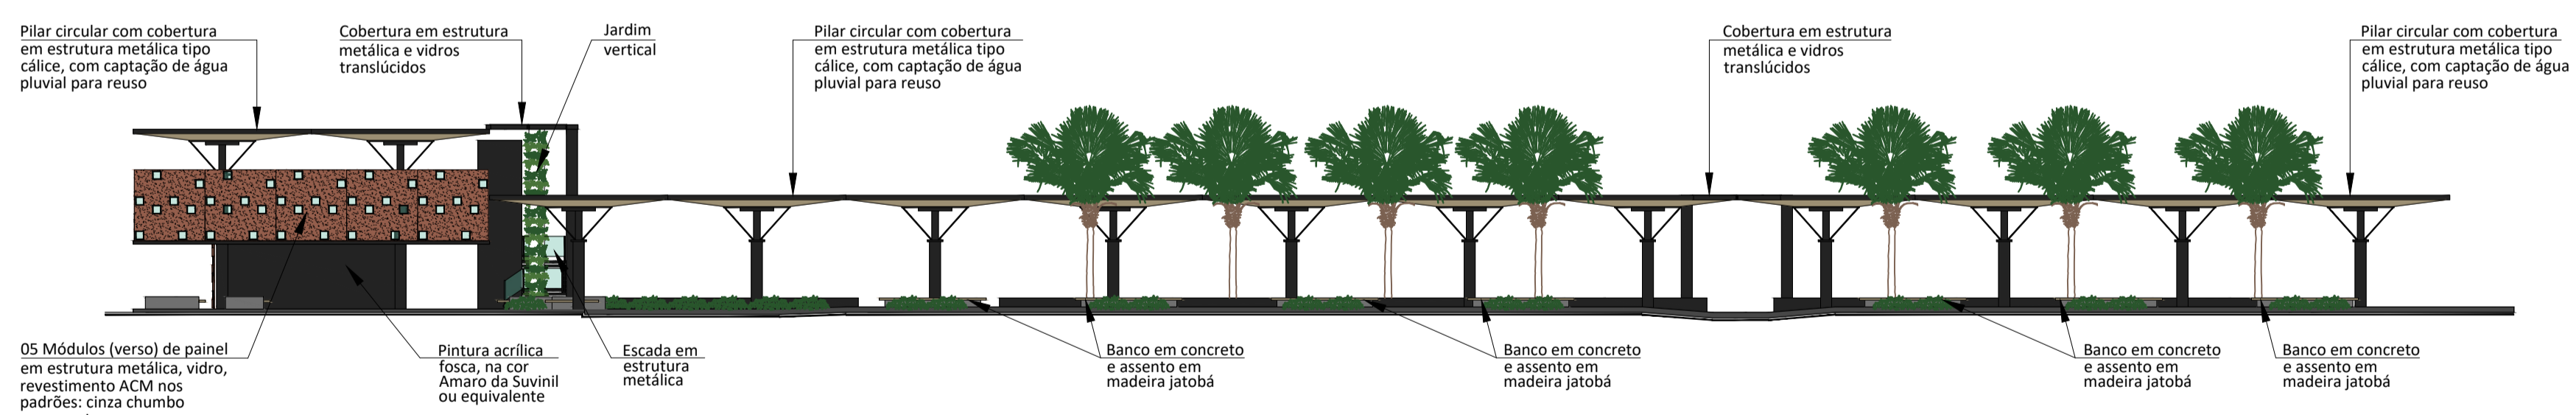 Pilar circular com cobertura
em estrutura metálica tipo
cálice, com captação de água
pluvial para reuso
Cobertura em estrutura
metálica e vidros
translúcidos
Jardim
vertical
Pilar circular com cobertura
em estrutura metálica tipo
cálice, com captação de água
pluvial para reuso
Cobertura em estrutura
metálica e vidros
translúcidos
Pilar circular com cobertura
em estrutura metálica tipo
cálice, com captação de água
pluvial para reuso
05 Módulos (verso) de painel
em estrutura metálica, vidro,
revestimento ACM nos
padrões: cinza chumbo
Pintura acrílica
fosca, na cor
Amaro da Suvinil
ou equivalente
Escada em
estrutura
metálica
Banco em concreto
e assento em
madeira jatobá
Banco em concreto
e assento em
madeira jatobá
Banco em concreto
e assento em
madeira jatobá
Banco em concreto
e assento em
madeira jatobá